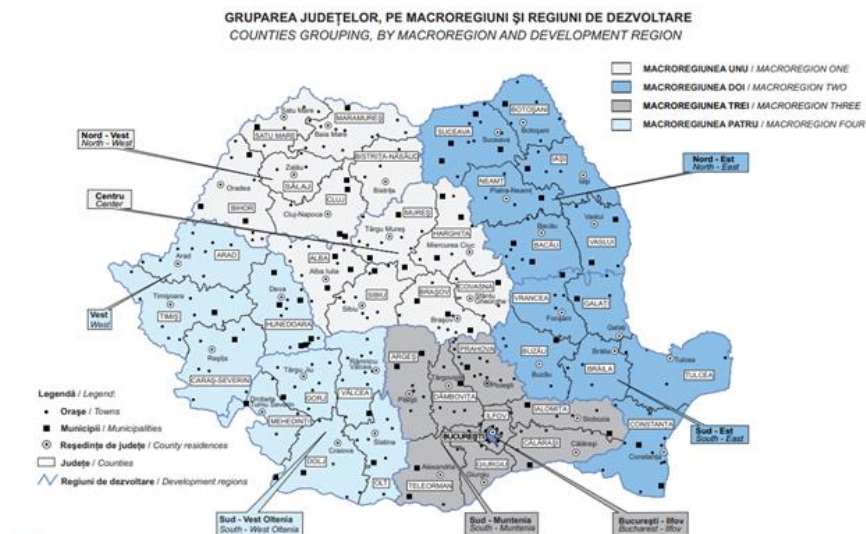 GRUPAREA JUDEȚELOR, PE MACROREGIUNI ȘI REGIUNI DE DEZVOLTARE
COUNTIES GROUPING, BY MACROREGION AND DEVELOPMENT REGION
MACROREGIUNEA UNU / MACROREGION ONE
MACROREGIUNEA DOI / MACROREGION TWO
MACROREGIUNEA TREI / MACROREGION THREE
MACROREGIUNEA PATRU / MACROREGION FOUR
Satu Mare
MARAMUREȘ
SATU MARE
Baia Mare
BOTOȘANI
Botoșani
SUCEAVA
Suceava
Nord - Vest
North - West
BISTRIȚA-NĂSĂUD
Bistrița
Zalău
SĂLAJ
IAȘI
Iași
Nord - Est
North - East
NEAMȚ
Piatra-Neamț
Oradea
BIHOR
CLUJ
Cluj-Napoca
Centru
Center
MUREȘ
Târgu Mureș
HARGHITA
Miercurea Ciuc
Bacău
BACĂU
Vaslui
VASLUI
Arad
ARAD
ALBA
Alba Iulia
SIBIU
Sibiu
BRAȘOV
Brașov
COVASNA
Sfântu
Gheorghe
VRANCEA
Focșani
GALAȚI
Galați
Vest
West
Timișoara
TIMIȘ
Deva
HUNEDOARA
Reșița
CARAȘ-SEVERIN
Târgu Jiu
GORJ
Râmnicu
Vâlcea
VÂLCEA
ARGEȘ
Pitești
PRAHOVA
Ploiești
Târgoviște
DÂMBOVIȚA
BUZĂU
Buzău
Brăila
BRĂILA
Tulcea
TULCEA
Drobeta
Turnu Severin
MEHEDINȚI
Craiova
DOLJ
Slatina
OLT
ILFOV
BUCUREȘTI
IALOMIȚA
Slobozia
CĂLĂRAȘI
Călărași
CONSTANȚA
Constanța
Alexandria
TELEORMAN
GIURGIU
Giurgiu
Sud - Est
South - East
Legendă / Legend:
Orașe / Towns
Municipii / Municipalities
Reședințe de județe / County residences
Județe / Counties
Regiuni de dezvoltare / Development regions
Sud - Vest Oltenia
South - West Oltenia
Sud - Muntenia
South - Muntenia
București - Ilfov
Bucharest - Ilfov